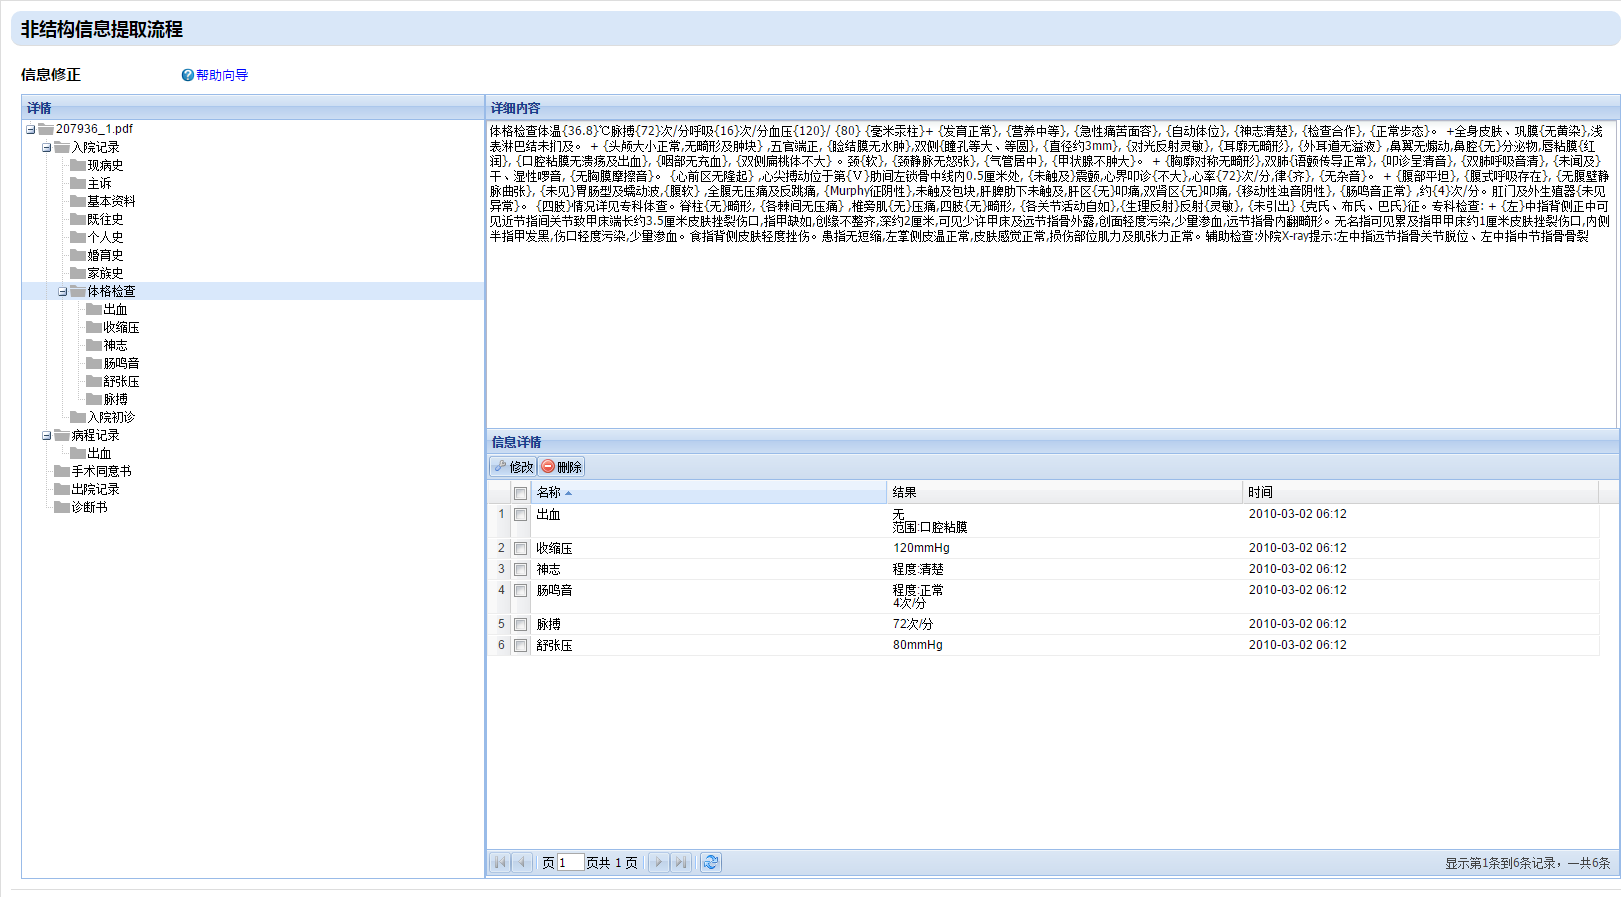 非结构信息提取流程
信息修正
帮助向导
详情
207936_1.pdf
入院记录
现病史
主诉
基本资料
既往史
个人史
婚育史
家族史
体格检查
出血
收缩压
神志
肠鸣音
舒张压
脉搏
入院初诊
病程记录
出血
手术同意书
出院记录
诊断书
详细内容
体格检查体温{36.8}℃脉搏{72}次/分呼吸{16}次/分血压{120}/ {80} {毫米汞柱}+ {发育正常}, {营养中等}, {急性痛苦面容}, {自动体位}, {神志清楚}, {检查合作}, {正常步态}。 +全身皮肤、巩膜{无黄染},浅
表淋巴结未扪及。 + {头颅大小正常,无畸形及肿块} ,五官端正, {睑结膜无水肿},双侧{瞳孔等大、等圆}, {直径约3mm}, {对光反射灵敏}, {耳廓无畸形}, {外耳道无溢液} ,鼻翼无煽动,鼻腔{无}分泌物,唇粘膜{红
润}, {口腔粘膜无溃疡及出血}, {咽部无充血}, {双侧扁桃体不大} 。颈{软}, {颈静脉无怒张}, {气管居中}, {甲状腺不肿大}。 + {胸廓对称无畸形},双肺{语颤传导正常}, {叩诊呈清音}, {双肺呼吸音清}, {未闻及}
干、湿性啰音, {无胸膜摩擦音}。 {心前区无隆起} ,心尖搏动位于第{Ⅴ}肋间左锁骨中线内0.5厘米处, {未触及}震颤,心界叩诊{不大},心率{72}次/分,律{齐}, {无杂音}。 + {腹部平坦}, {腹式呼吸存在}, {无腹壁静
脉曲张}, {未见}胃肠型及蠕动波,{腹软} ,全腹无压痛及反跳痛, {Murphy征阴性},未触及包块,肝脾肋下未触及,肝区{无}叩痛,双肾区{无}叩痛, {移动性浊音阴性}, {肠鸣音正常} ,约{4}次/分。肛门及外生殖器{未见
异常}。 {四肢}情况详见专科体查。脊柱{无}畸形, {各棘间无压痛} ,椎旁肌{无}压痛,四肢{无}畸形, {各关节活动自如},{生理反射}反射{灵敏}, {未引出} {克氏、布氏、巴氏}征。专科检查: + {左}中指背侧正中可
见近节指间关节致甲床端长约3.5厘米皮肤挫裂伤口,指甲缺如,创缘不整齐,深约2厘米,可见少许甲床及远节指骨外露,创面轻度污染,少量渗血,远节指骨内翻畸形。无名指可见累及指甲甲床约1厘米皮肤挫裂伤口,内
半指甲发黑,伤口轻度污染,少量渗血。食指背侧皮肤轻度挫伤。患指无短缩,左掌侧皮温正常,皮肤感觉正常,损伤部位肌力及肌张力正常。辅助检查:外院X-ray提示:左中指远节指骨关节脱位、左中指中节指骨骨裂
信息详情
修改 删除
名称 结果 时间
1 出血 无 2010-03-02 06:12
范围:口腔粘膜
2 收缩压 120mmHg 2010-03-02 06:12
3 神志 程度:清楚 2010-03-02 06:12
4 肠鸣音 程度:正常 2010-03-02 06:12
4次/分
5 脉搏 72次/分 2010-03-02 06:12
6 舒张压 80mmHg 2010-03-02 06:12
页 1 页共 1 页
显示第1条到6条记录，一共6条